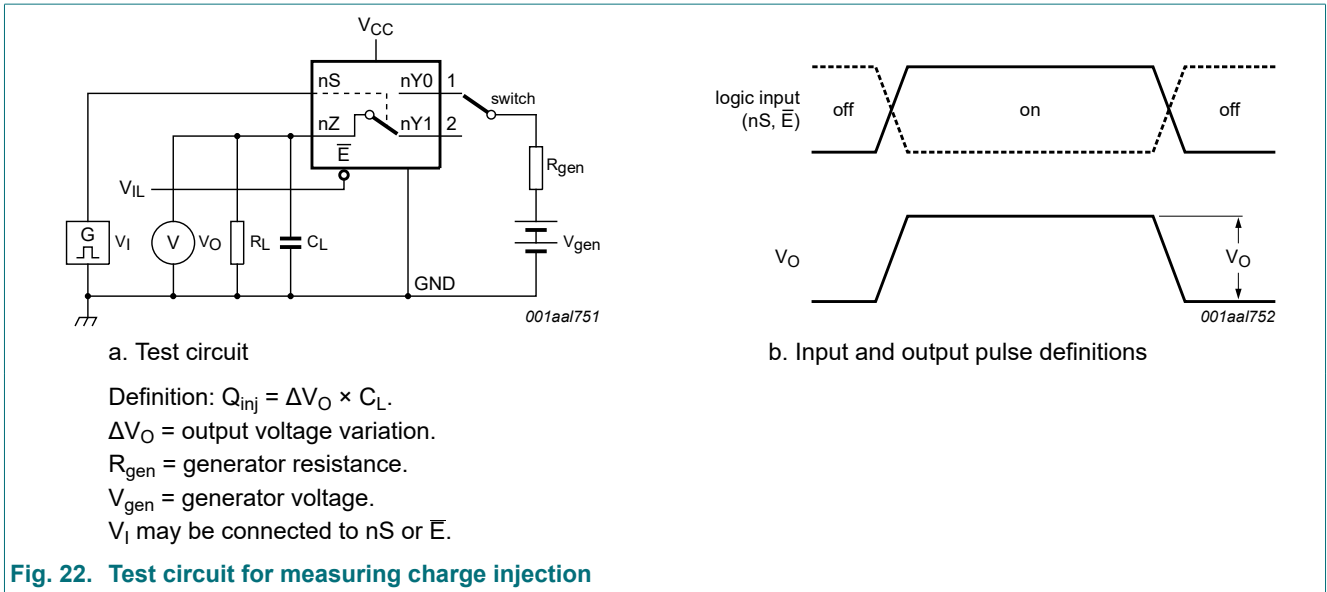 VCC
nS
nY0
1
switch
nZ
nY1
2
E̅
Rgen
VIL
G
VI
V
VO
RL
CL
Vgen
GND
001aal751
a. Test circuit
logic input
(nS, E̅)
off
on
off
VO
VO
001aal752
b. Input and output pulse definitions
Definition: Qinj = ΔVO × CL.
ΔVO = output voltage variation.
Rgen = generator resistance.
Vgen = generator voltage.
VI may be connected to nS or E̅.
Fig. 22. Test circuit for measuring charge injection